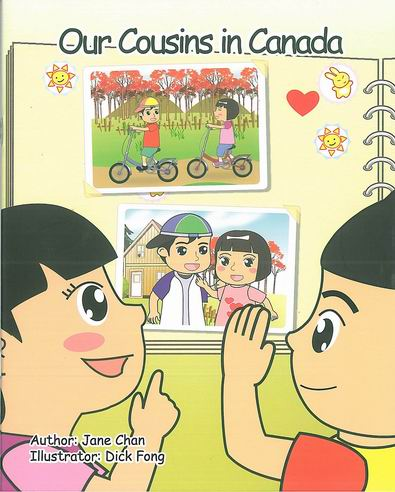 Our Cousins in Canada
Author: Jane Chan
Illustrator: Dick Fong